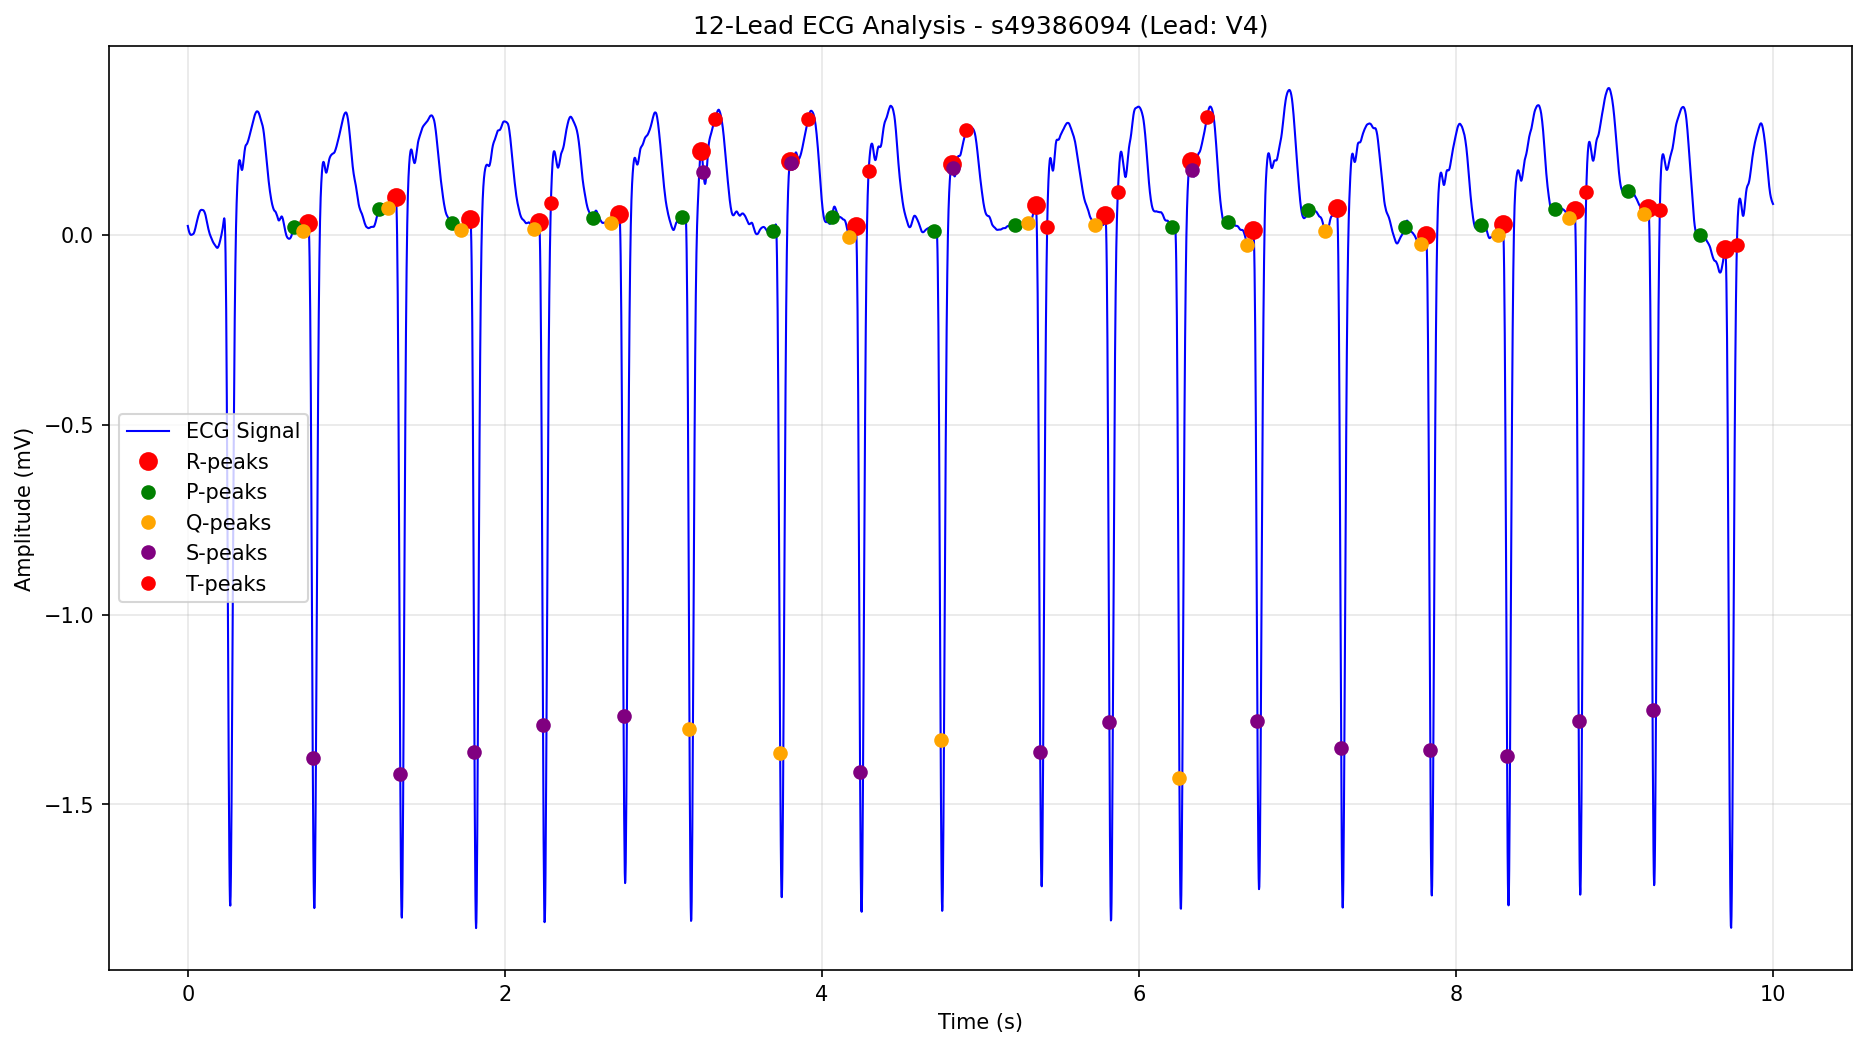 12-Lead ECG Analysis - s49386094 (Lead: V4)
Amplitude (mV)
0.0
−0.5
−1.0
−1.5
ECG Signal
R-peaks
P-peaks
Q-peaks
S-peaks
T-peaks
0 2 4 6 8 10
Time (s)